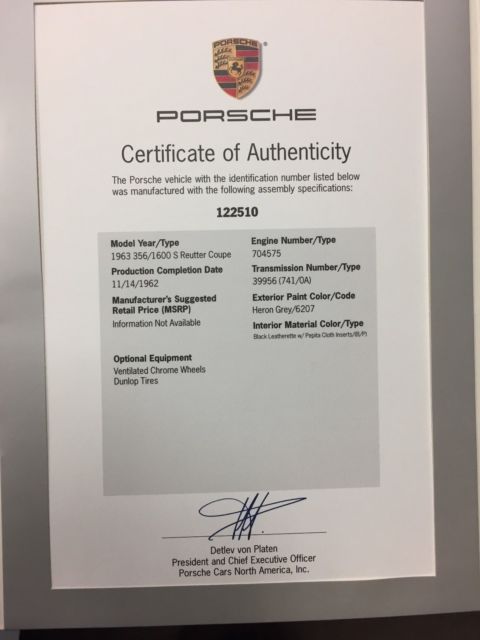 PORSCHE
PORSCHE
Certificate of Authenticity
The Porsche vehicle with the identification number listed below
was manufactured with the following assembly specifications:
122510
Model Year/Type
1963 356/1600 S Reutter Coupe
Production Completion Date
11/14/1962
Manufacturer's Suggested
Retail Price (MSRP)
Information Not Available
Engine Number/Type
704575
Transmission Number/Type
39956 (741/0A)
Exterior Paint Color/Code
Heron Grey/6207
Interior Material Color/Type
Black Leatherette w/ Pepita Cloth Inserts/(B/P)
Optional Equipment
Ventilated Chrome Wheels
Dunlop Tires
Detlev von Platen
President and Chief Executive Officer
Porsche Cars North America, Inc.